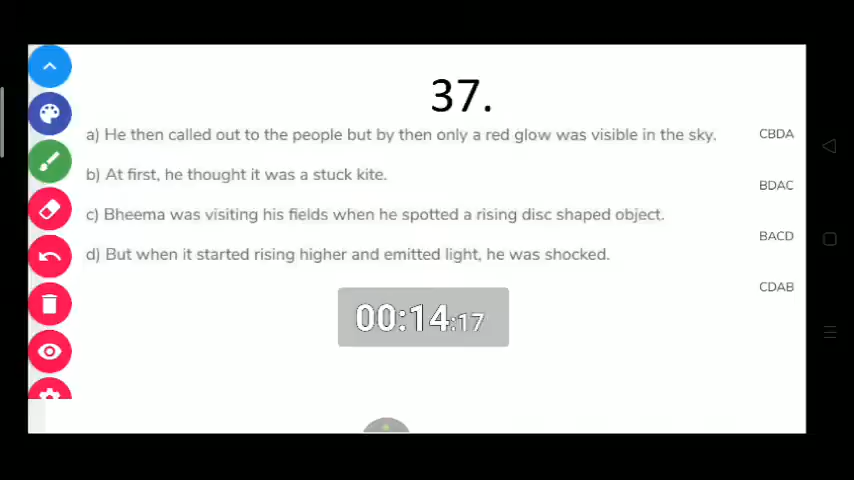 37.
a) He then called out to the people but by then only a red glow was visible in the sky.
CBDA
b) At first, he thought it was a stuck kite.
BDAC
c) Bheema was visiting his fields when he spotted a rising disc shaped object.
BACD
d) But when it started rising higher and emitted light, he was shocked.
CDAB
00:14:17